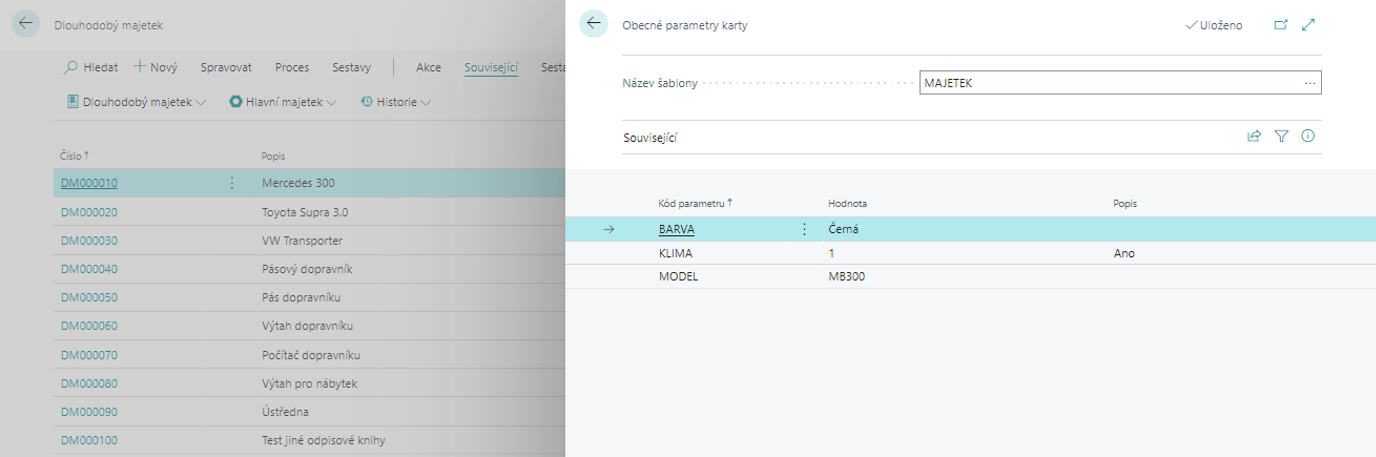 Dlouhodobý majetek
Hledat Nový Spravovat Proces Sestavy Akce Související Sesta
Dlouhodobý majetek Hlavní majetek Historie
Číslo↑ Popis
DM000010 Mercedes 300
DM000020 Toyota Supra 3.0
DM000030 VW Transporter
DM000040 Pásový dopravník
DM000050 Pás dopravníku
DM000060 Výtah dopravníku
DM000070 Počítač dopravníku
DM000080 Výtah pro nábytek
DM000090 Ústředna
DM000100 Test jiné odpisové knihy
Obecné parametry karty Uloženo
Název šablony MAJETEK
Související
Kód parametru↑ Hodnota Popis
BARVA Černá
KLIMA 1 Ano
MODEL MB300